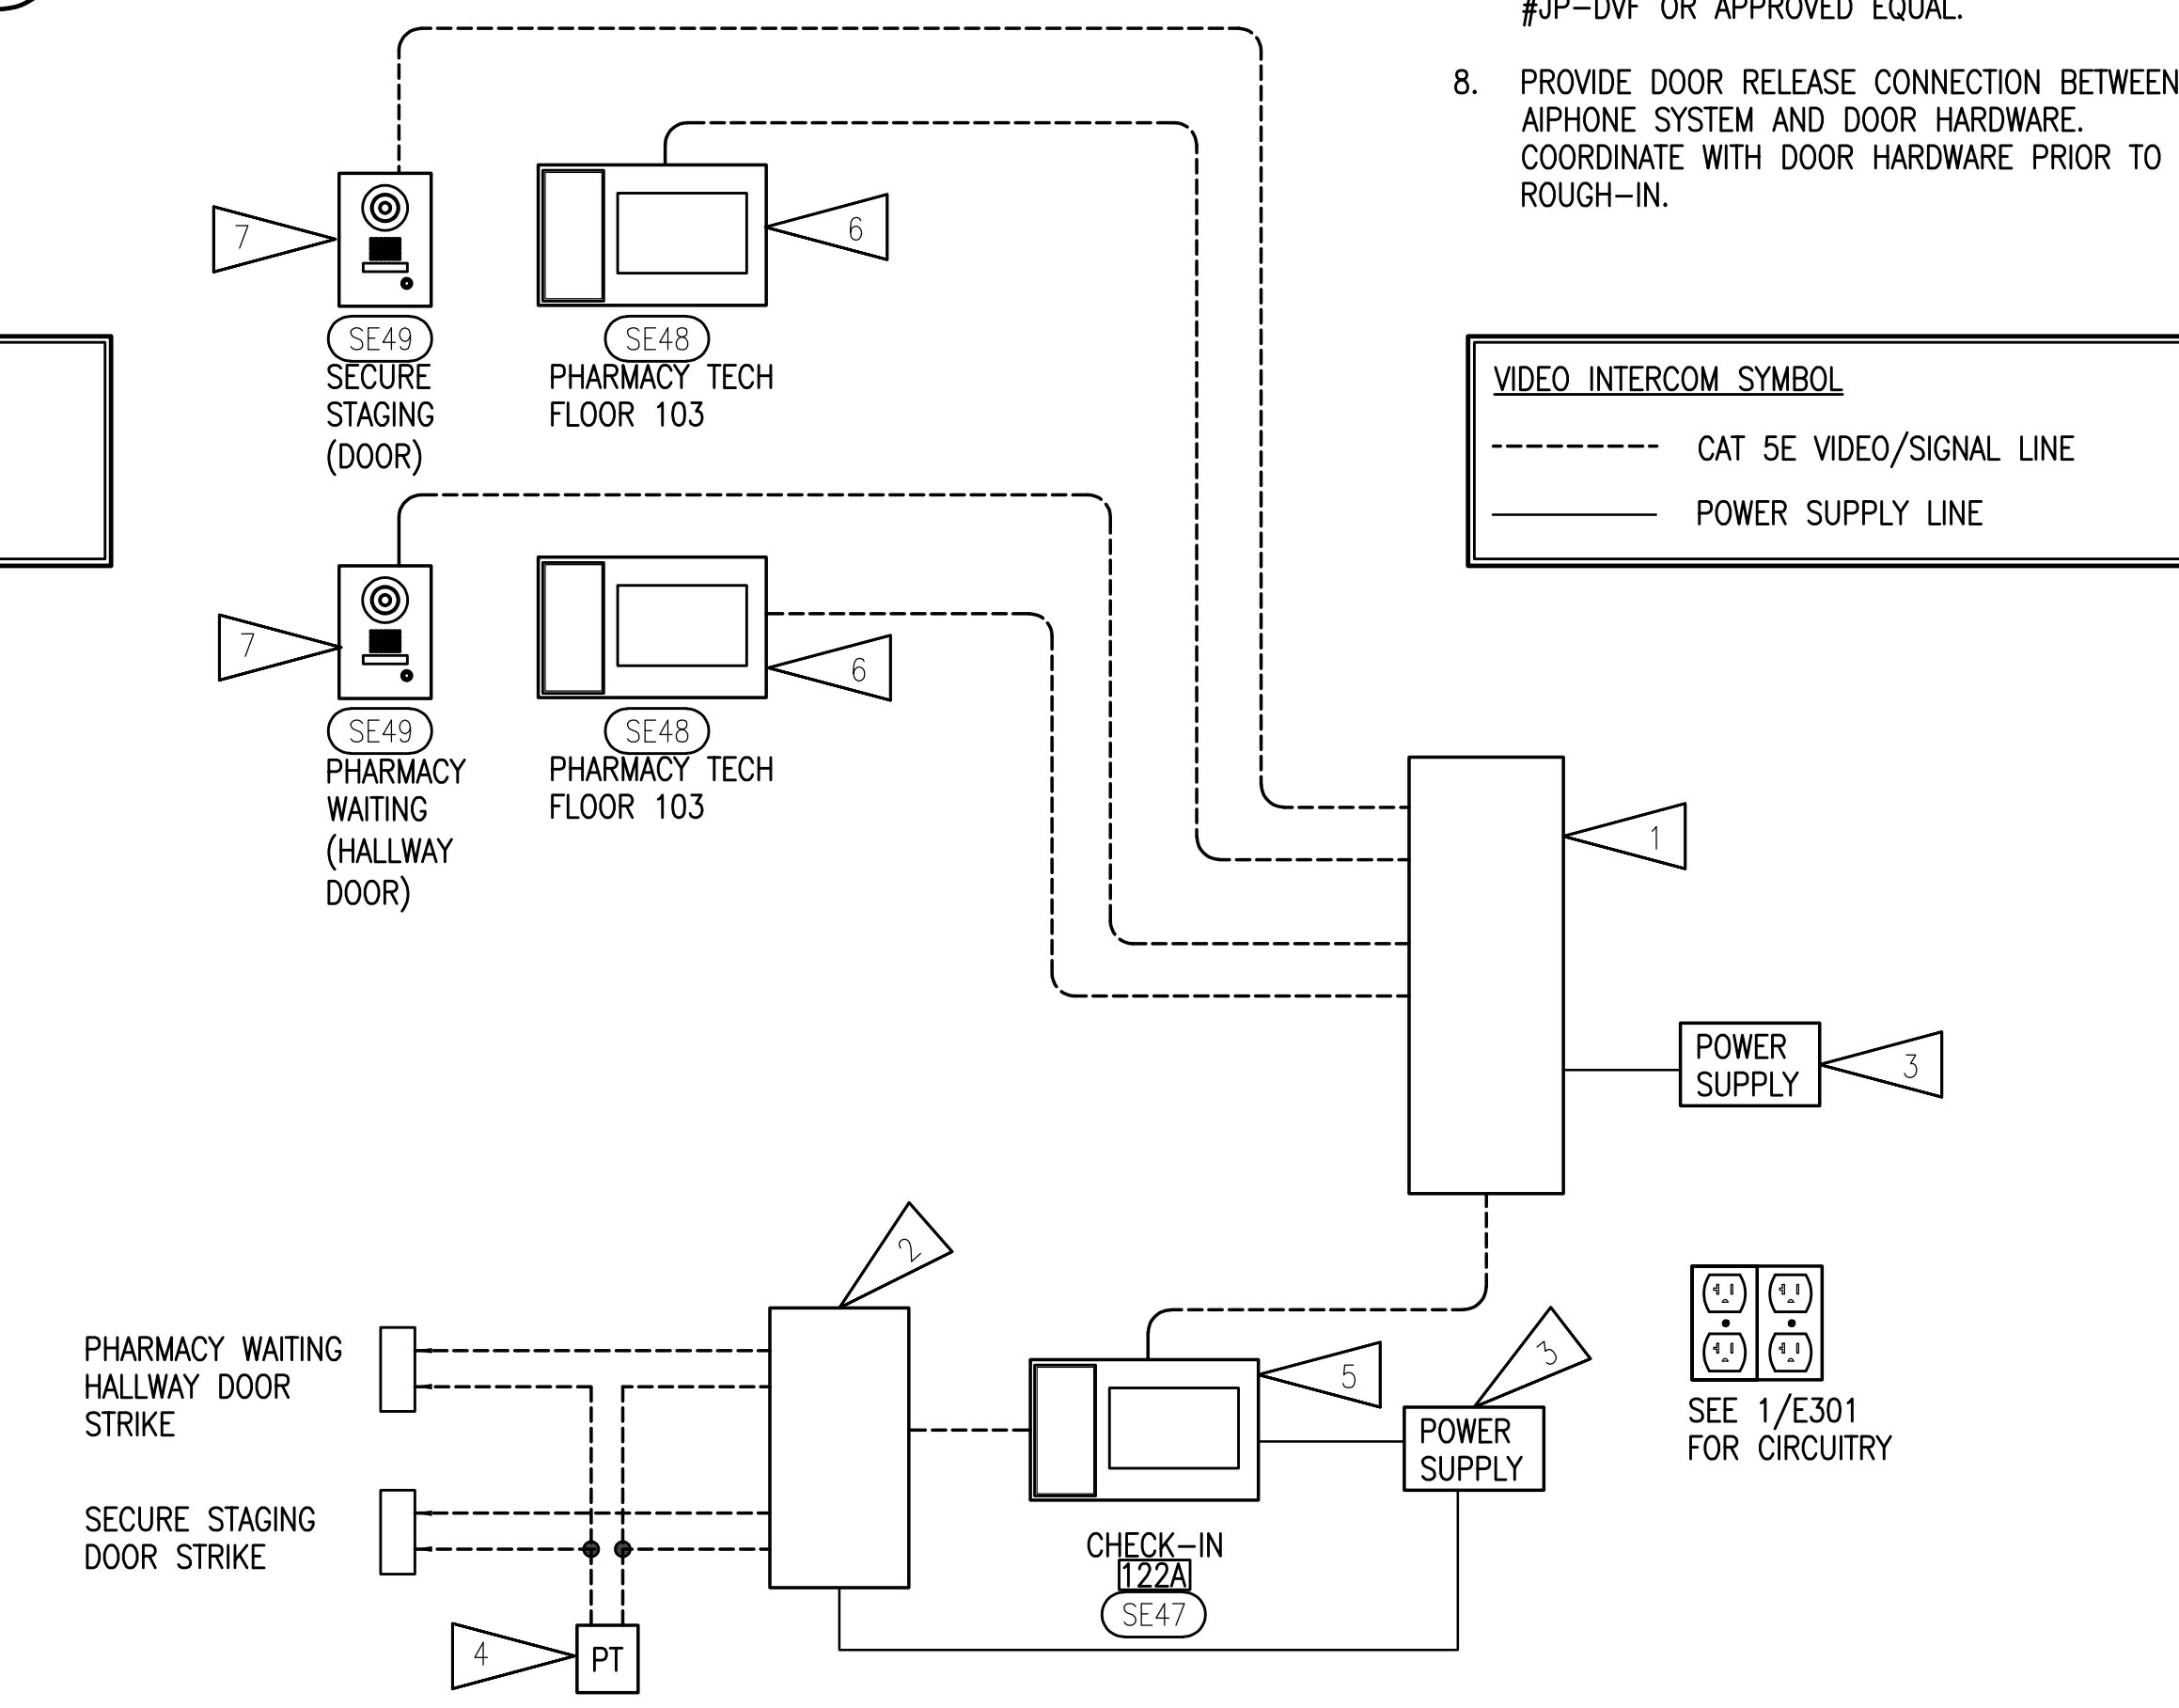 #JP-DVF OR APPROVED EQUAL.
8. PROVIDE DOOR RELEASE CONNECTION BETWEEN
AIPHONE SYSTEM AND DOOR HARDWARE.
COORDINATE WITH DOOR HARDWARE PRIOR TO
ROUGH-IN.
7
6
SE49
SECURE
STAGING
(DOOR)
SE48
PHARMACY TECH
FLOOR 103
VIDEO INTERCOM SYMBOL
CAT 5E VIDEO/SIGNAL LINE
POWER SUPPLY LINE
7
6
SE49
PHARMACY
WAITING
(HALLWAY
DOOR)
SE48
PHARMACY TECH
FLOOR 103
1
POWER
SUPPLY
3
2
PHARMACY WAITING
HALLWAY DOOR
STRIKE
SECURE STAGING
DOOR STRIKE
4
PT
5
CHECK-IN
122A
SE47
3
POWER
SUPPLY
SEE 1/E301
FOR CIRCUITRY